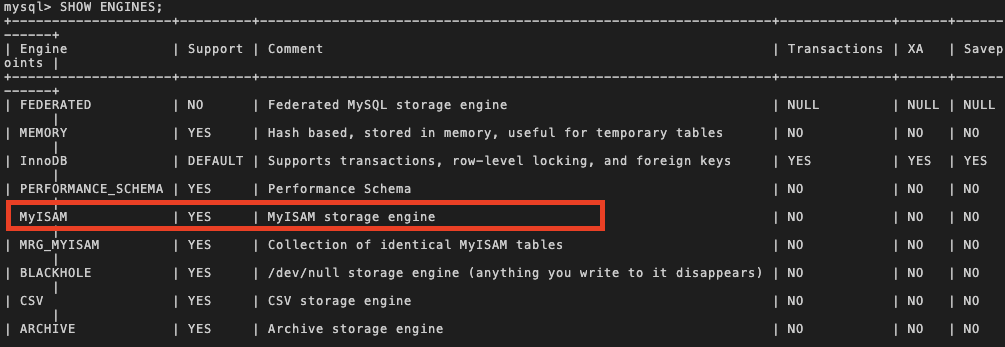 mysql> SHOW ENGINES;
+--------------------+---------+----------------------------------------------------------------+--------------+------+------
------+
| Engine             | Support | Comment                                                        | Transactions | XA   | Savep
oints |
+--------------------+---------+----------------------------------------------------------------+--------------+------+------
------+
| FEDERATED          | NO      | Federated MySQL storage engine                                 | NULL         | NULL | NULL
      |
| MEMORY             | YES     | Hash based, stored in memory, useful for temporary tables      | NO           | NO   | NO
      |
| InnoDB             | DEFAULT | Supports transactions, row-level locking, and foreign keys     | YES          | YES  | YES
      |
| PERFORMANCE_SCHEMA | YES     | Performance Schema                                             | NO           | NO   | NO
      |
| MyISAM             | YES     | MyISAM storage engine                                          | NO           | NO   | NO
      |
| MRG_MYISAM         | YES     | Collection of identical MyISAM tables                          | NO           | NO   | NO
      |
| BLACKHOLE          | YES     | /dev/null storage engine (anything you write to it disappears) | NO           | NO   | NO
      |
| CSV                | YES     | CSV storage engine                                             | NO           | NO   | NO
      |
| ARCHIVE            | YES     | Archive storage engine                                         | NO           | NO   | NO